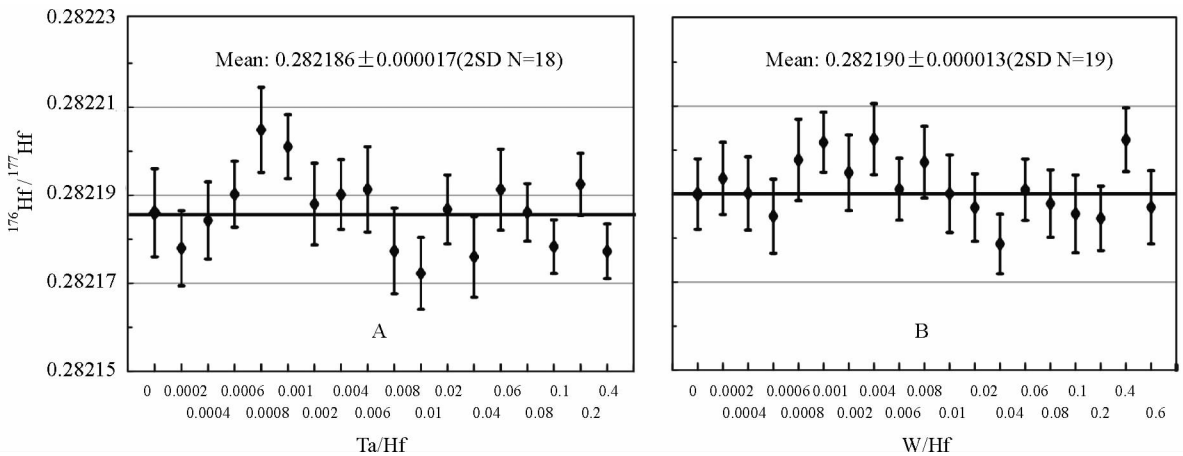 0.28223
0.28221
0.28219
0.28217
0.28215
176Hf/177Hf
Mean: 0.282186±0.000017(2SD N=18)
A
0 0.0002 0.0006 0.001 0.004 0.008 0.02 0.06 0.1 0.4
0.0004 0.0008 0.002 0.006 0.01 0.04 0.08 0.2
Ta/Hf
Mean: 0.282190±0.000013(2SD N=19)
B
0 0.0002 0.0006 0.001 0.004 0.008 0.02 0.06 0.1 0.4
0.0004 0.0008 0.002 0.006 0.01 0.04 0.08 0.2 0.6
W/Hf